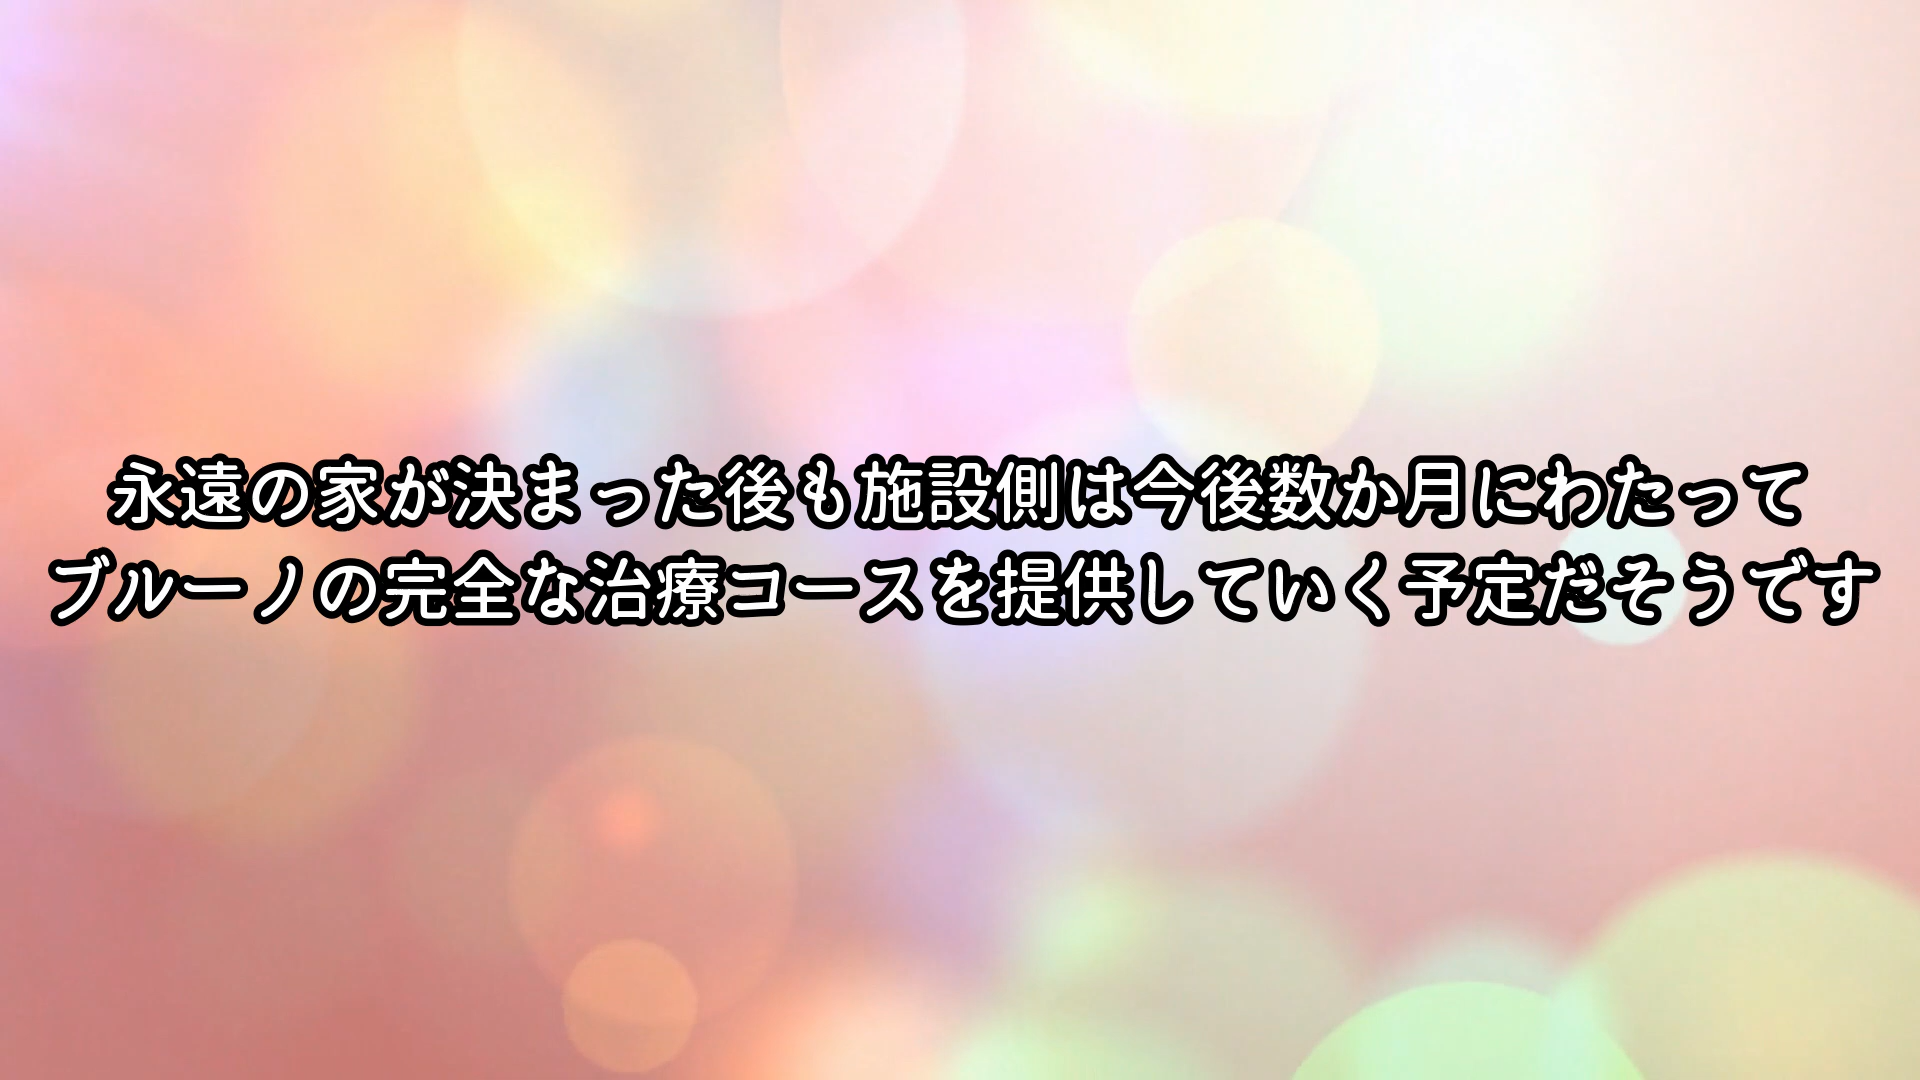 永遠の家が決まった後も施設側は今後数か月にわたって
ブルーノの完全な治療コースを提供していく予定だそうです